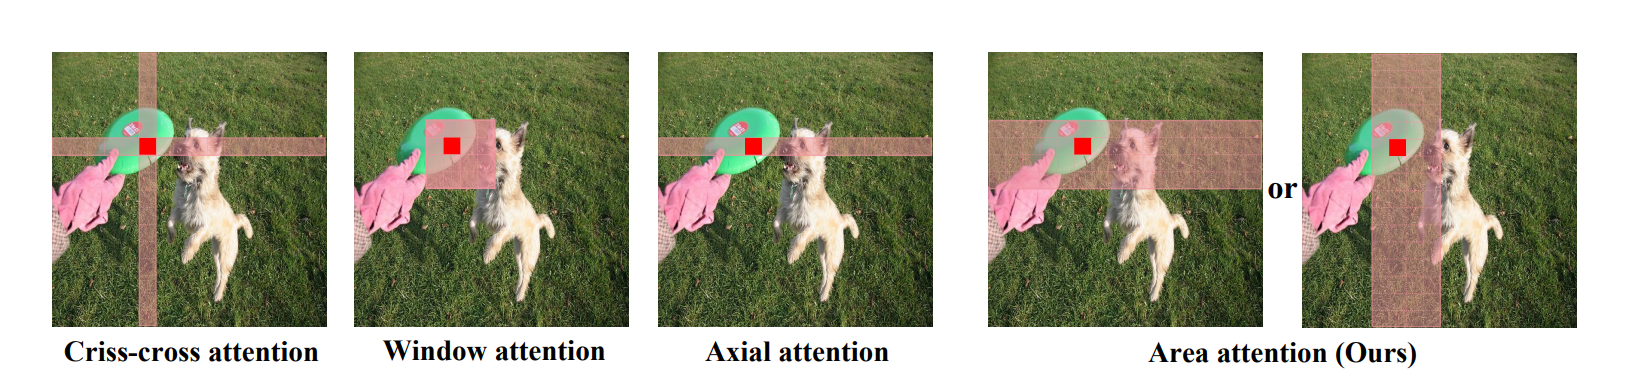 or
Criss-cross attention
Window attention
Axial attention
Area attention (Ours)